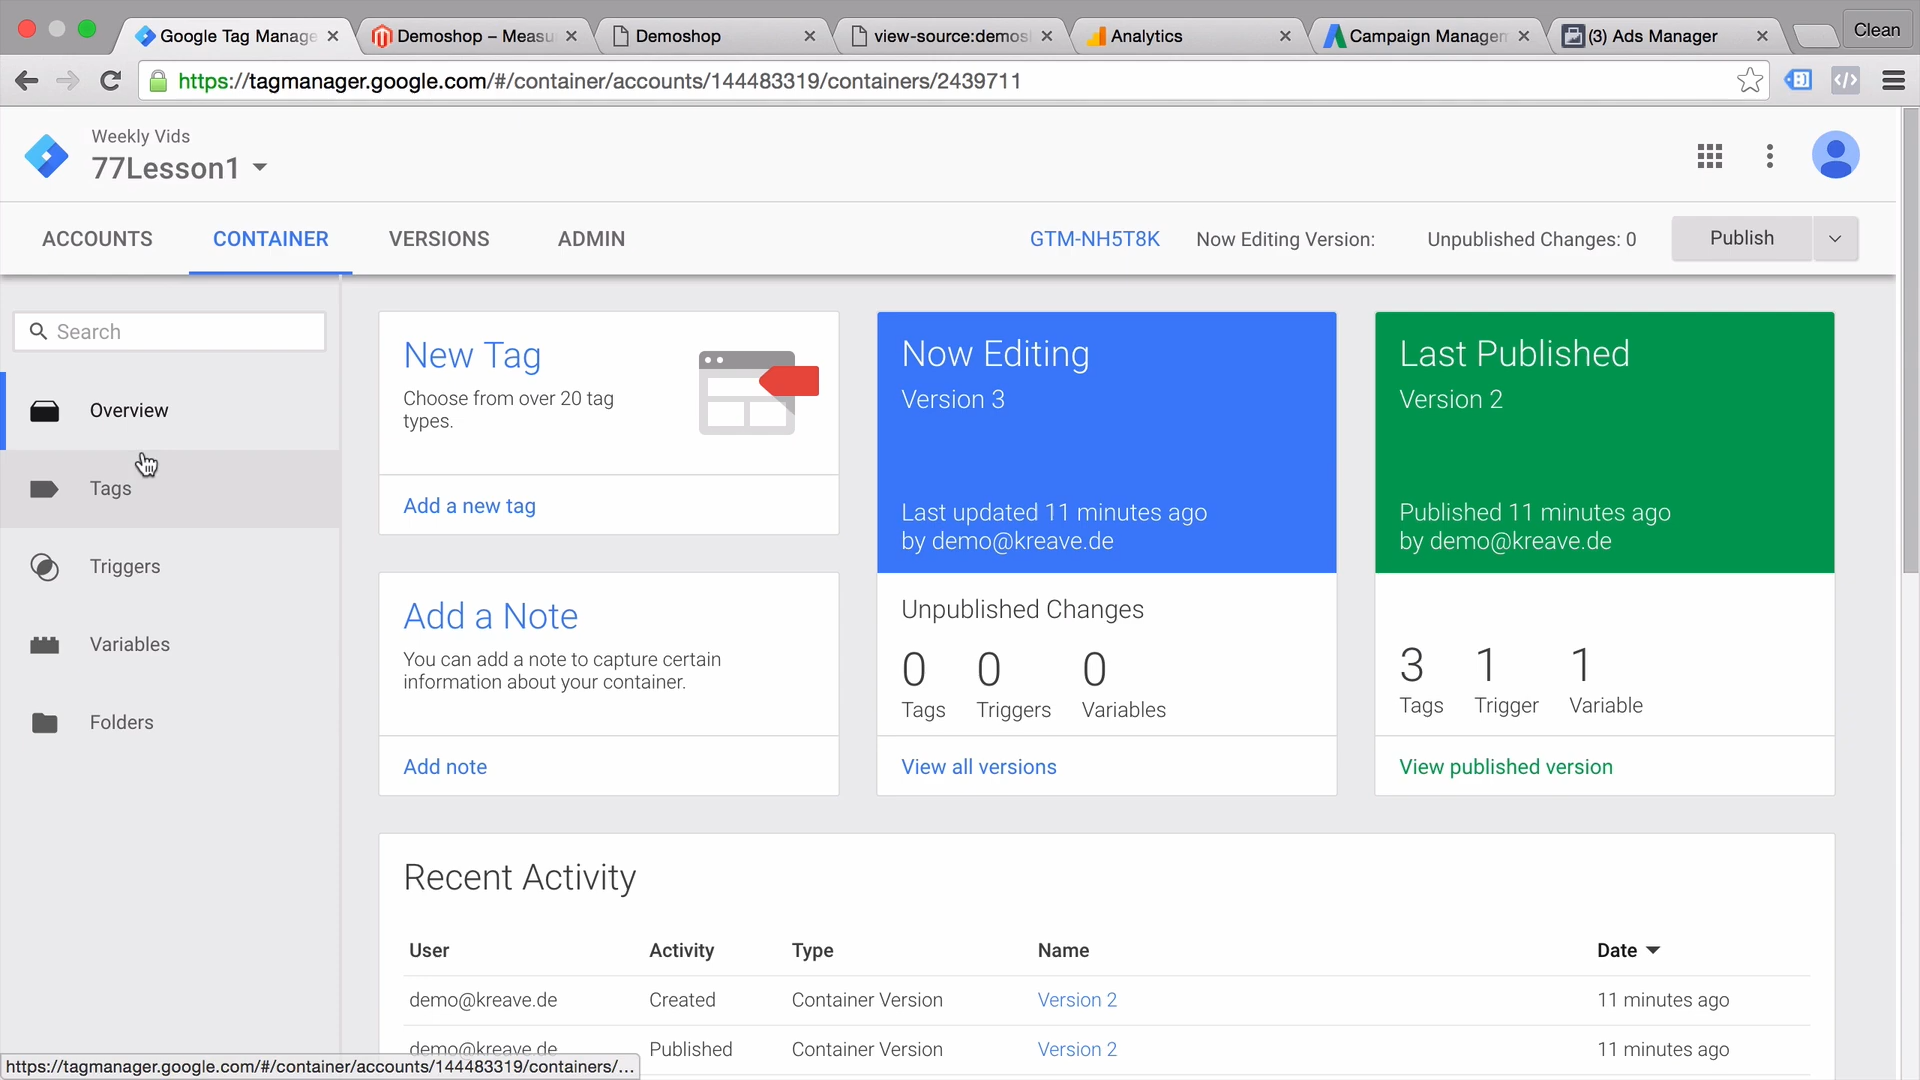 Google Tag Manage
Demoshop – Measu
Demoshop
view-source:demos
Analytics
Campaign Managem
(3) Ads Manager
Clean
https://tagmanager.google.com/#/container/accounts/144483319/containers/2439711
Weekly Vids
77Lesson1
ACCOUNTS
CONTAINER
VERSIONS
ADMIN
GTM-NH5T8K
Now Editing Version:
Unpublished Changes: 0
Publish
Search
Overview
Tags
Triggers
Variables
Folders
New Tag
Choose from over 20 tag
types.
Add a new tag
Add a Note
You can add a note to capture certain
information about your container.
Add note
Now Editing
Version 3
Last updated 11 minutes ago
by demo@kreave.de
Unpublished Changes
0 0 0
Tags Triggers Variables
View all versions
Last Published
Version 2
Published 11 minutes ago
by demo@kreave.de
3 1 1
Tags Trigger Variable
View published version
Recent Activity
User Activity Type Name Date
demo@kreave.de Created Container Version Version 2 11 minutes ago
demo@kreave.de Published Container Version Version 2 11 minutes ago
https://tagmanager.google.com/#/container/accounts/144483319/containers/...